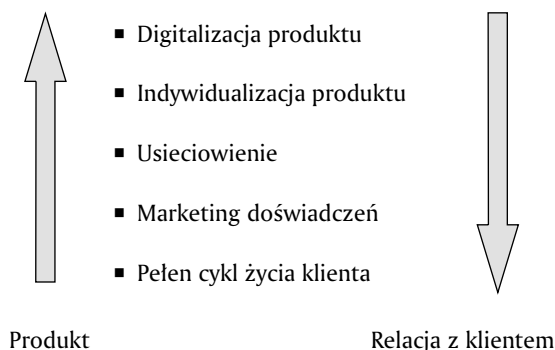 ▪ Digitalizacja produktu
▪ Indywidualizacja produktu
▪ Usieciowienie
▪ Marketing doświadczeń
▪ Pełen cykl życia klienta
Produkt Relacja z klientem